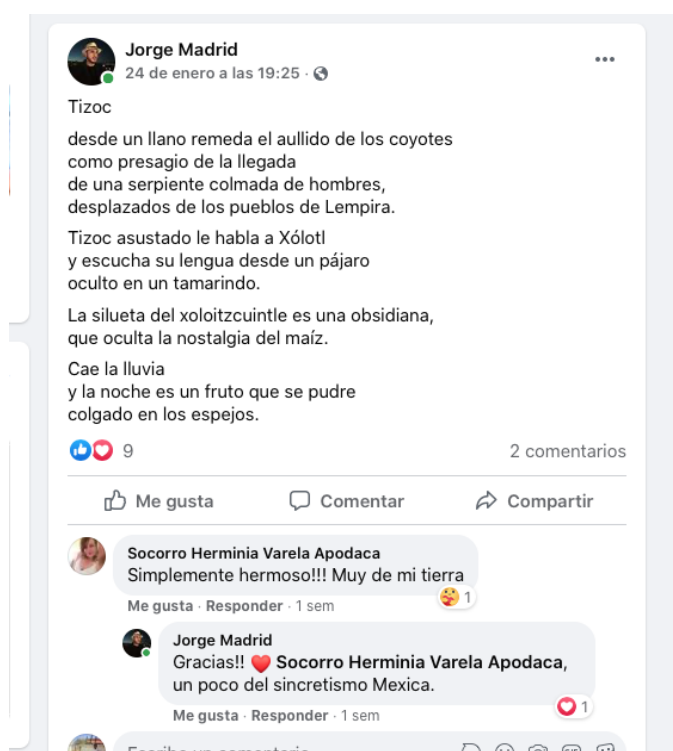 Jorge Madrid
24 de enero a las 19:25 ·
Tizoc
desde un llano remeda el aullido de los coyotes
como presagio de la llegada
de una serpiente colmada de hombres,
desplazados de los pueblos de Lempira.
Tizoc asustado le habla a Xólotl
y escucha su lengua desde un pájaro
oculto en un tamarindo.
La silueta del xoloitzcuintle es una obsidiana,
que oculta la nostalgia del maíz.
Cae la lluvia
y la noche es un fruto que se pudre
colgado en los espejos.
9 2 comentarios
Me gusta Comentar Compartir
Socorro Herminia Varela Apodaca
Simplemente hermoso!!! Muy de mi tierra
1
Me gusta · Responder · 1 sem
Jorge Madrid
Gracias!! ❤️ Socorro Herminia Varela Apodaca,
un poco del sincretismo Mexica.
1
Me gusta · Responder · 1 sem